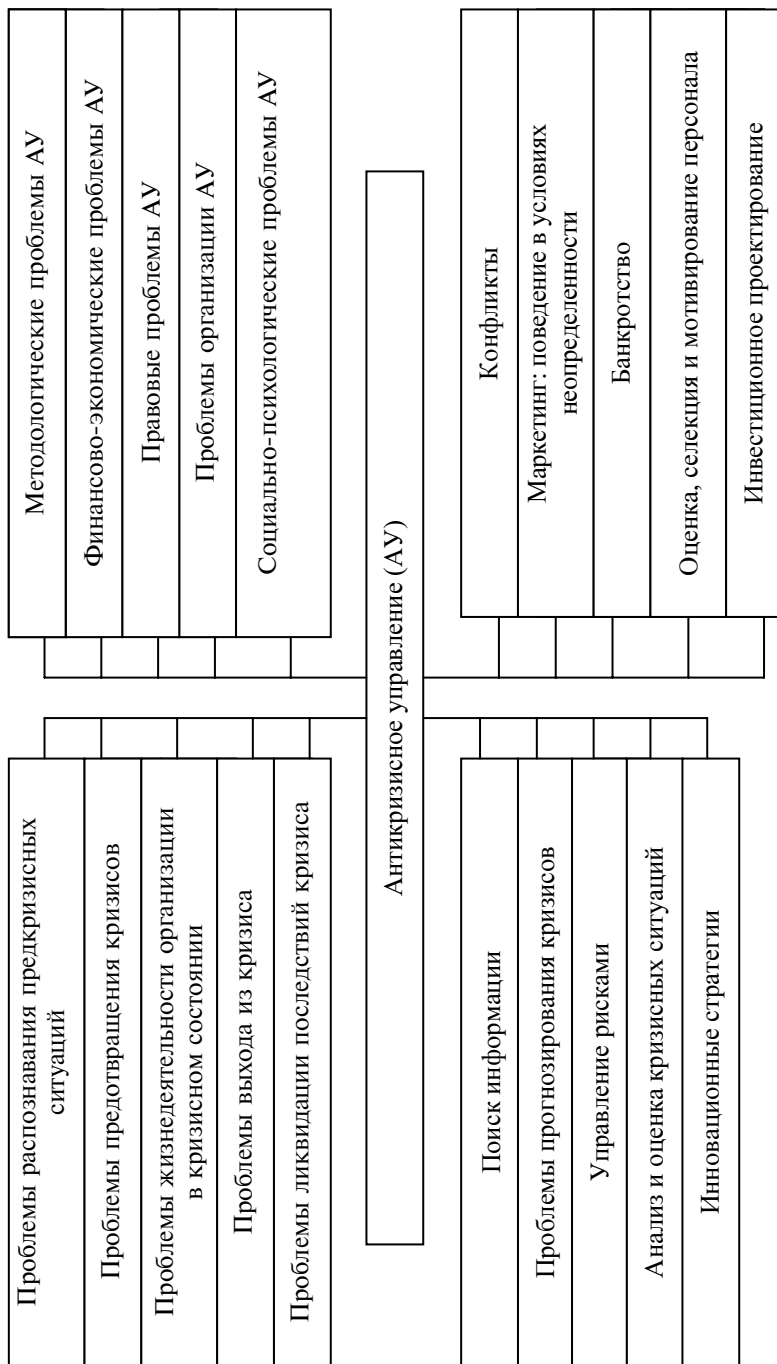 Проблемы распознавания предкризисных
ситуаций
Проблемы предотвращения кризисов
Проблемы жизнедеятельности организации
в кризисном состоянии
Проблемы выхода из кризиса
Проблемы ликвидации последствий кризиса
Методологические проблемы АУ
Финансово-экономические проблемы АУ
Правовые проблемы АУ
Проблемы организации АУ
Социально-психологические проблемы АУ
Антикризисное управление (АУ)
Поиск информации
Проблемы прогнозирования кризисов
Управление рисками
Анализ и оценка кризисных ситуаций
Инновационные стратегии
Конфликты
Маркетинг: поведение в условиях
неопределенности
Банкротство
Оценка, селекция и мотивирование персонала
Инвестиционное проектирование